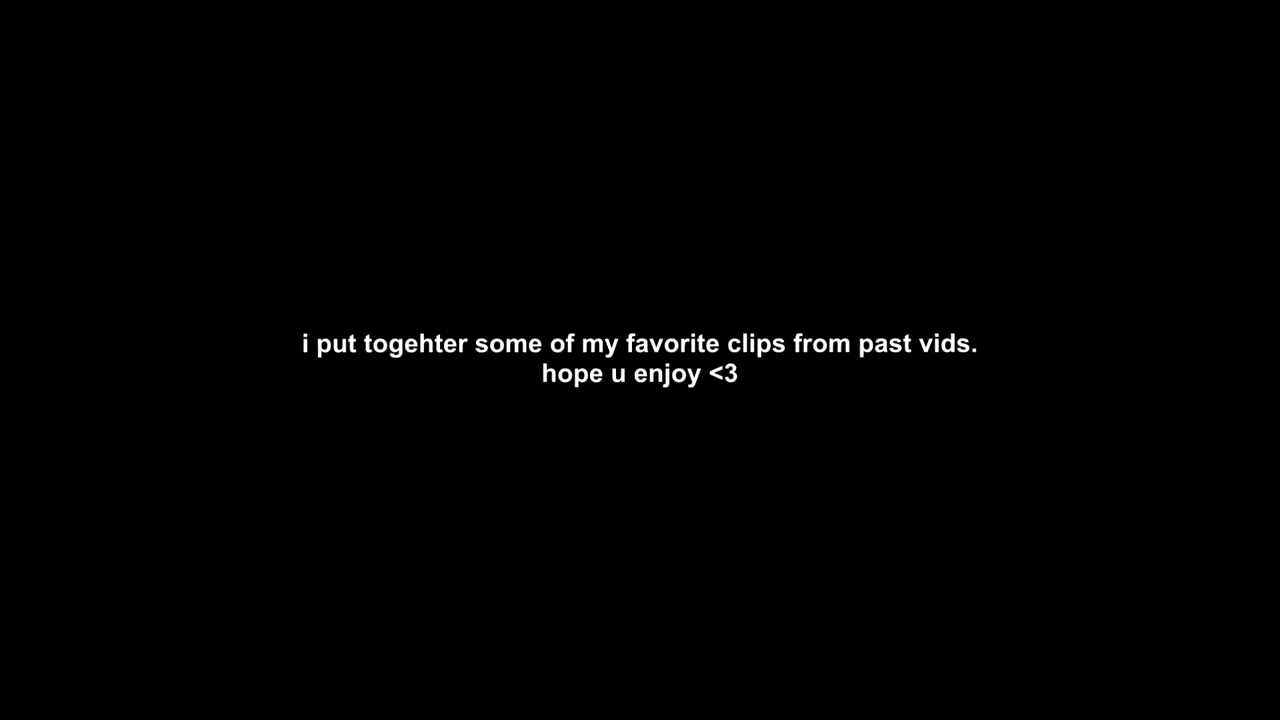 i put togehter some of my favorite clips from past vids.
hope u enjoy <3